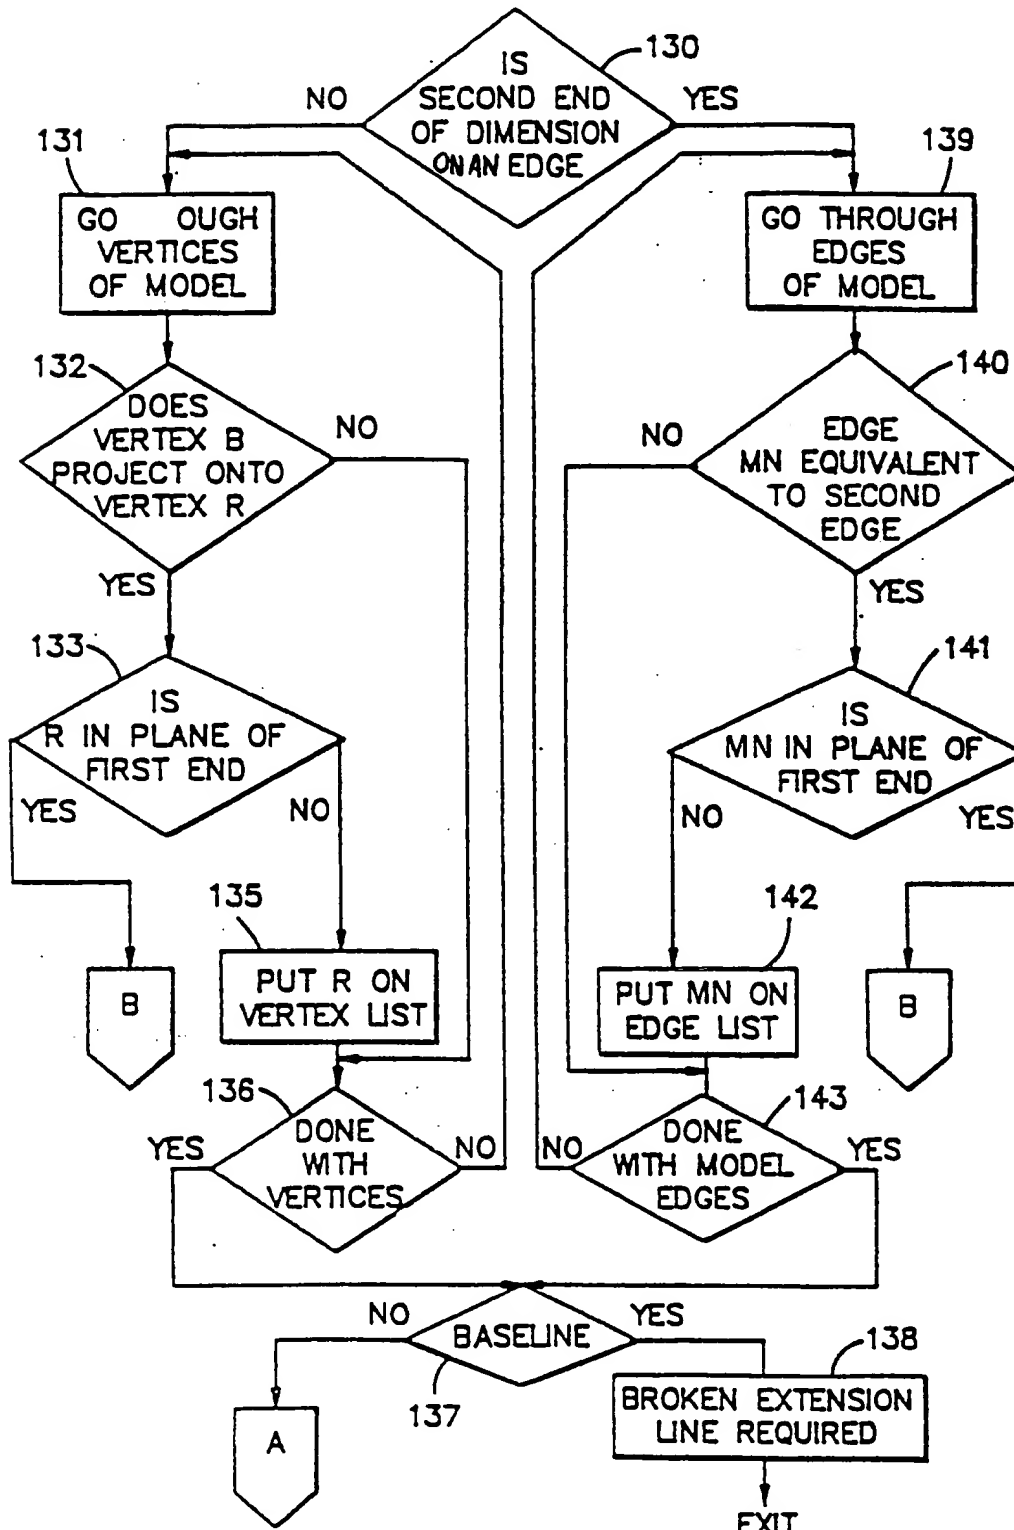 130
IS
SECOND END
OF DIMENSION
ON AN EDGE
NO
YES
131
GO OUGH
VERTICES
OF MODEL
139
GO THROUGH
EDGES
OF MODEL
132
DOES
VERTEX B
PROJECT ONTO
VERTEX R
NO
YES
140
EDGE
MN EQUIVALENT
TO SECOND
EDGE
NO
YES
133
IS
R IN PLANE OF
FIRST END
YES
NO
141
IS
MN IN PLANE OF
FIRST END
NO
YES
B
135
PUT R ON
VERTEX LIST
142
PUT MN ON
EDGE LIST
B
136
DONE
WITH
VERTICES
YES
NO
143
DONE
WITH MODEL
EDGES
NO
YES
BASELINE
NO
YES
137
A
138
BROKEN EXTENSION
LINE REQUIRED
EXIT